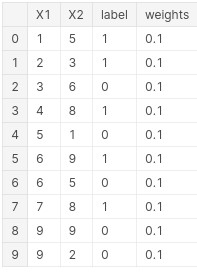 X1 X2 label weights
0 1 5 1 0.1
1 2 3 1 0.1
2 3 6 0 0.1
3 4 8 1 0.1
4 5 1 0 0.1
5 6 9 1 0.1
6 6 5 0 0.1
7 7 8 1 0.1
8 9 9 0 0.1
9 9 2 0 0.1